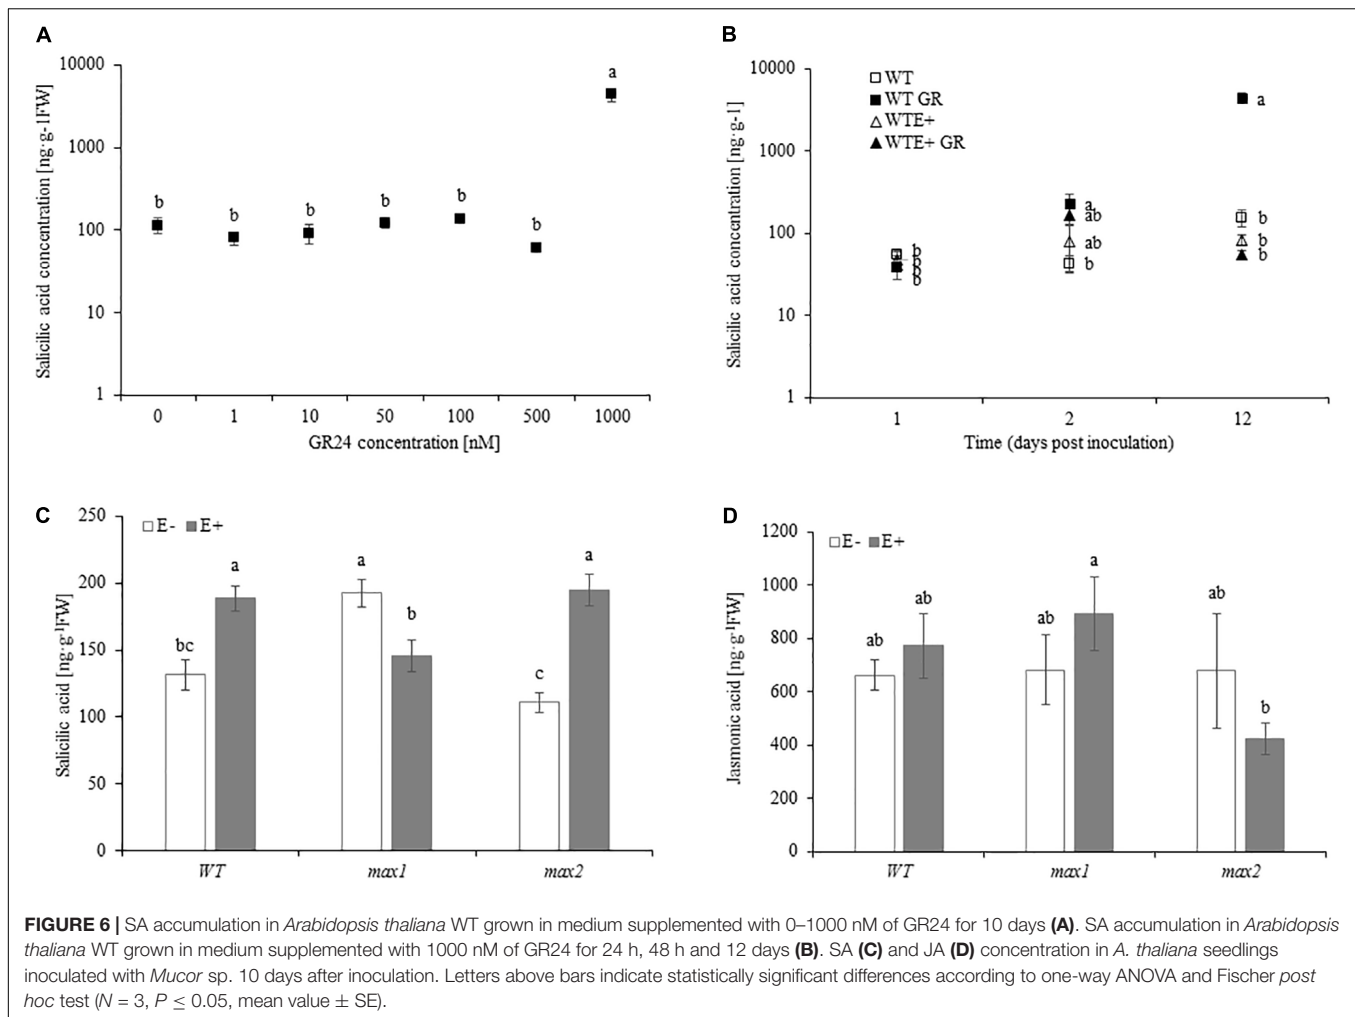 A
10000
1000
100
10
1
Salicilic acid concentration [ng·g-1FW]
b
b
b
b
b
b
a
0 1 10 50 100 500 1000
GR24 concentration [nM]
B
10000
1000
100
10
1
Salicilic acid concentration [ng·g-1]
WT
WT GR
WTE+
WTE+ GR
b
b
b
b
a
ab
ab
b
a
b
b
b
1 2 12
Time (days post inoculation)
C
250
200
150
100
50
0
Salicilic acid [ng·g-¹FW]
E- E+
bc
a
a
b
c
a
WT max1 max2
D
1200
1000
800
600
400
200
0
Jasmonic acid [ng·g-¹FW]
E- E+
ab
ab
ab
a
ab
b
WT max1 max2
FIGURE 6 | SA accumulation in Arabidopsis thaliana WT grown in medium supplemented with 0–1000 nM of GR24 for 10 days (A). SA accumulation in Arabidopsis
thaliana WT grown in medium supplemented with 1000 nM of GR24 for 24 h, 48 h and 12 days (B). SA (C) and JA (D) concentration in A. thaliana seedlings
inoculated with Mucor sp. 10 days after inoculation. Letters above bars indicate statistically significant differences according to one-way ANOVA and Fischer post
hoc test (N = 3, P ≤ 0.05, mean value ± SE).